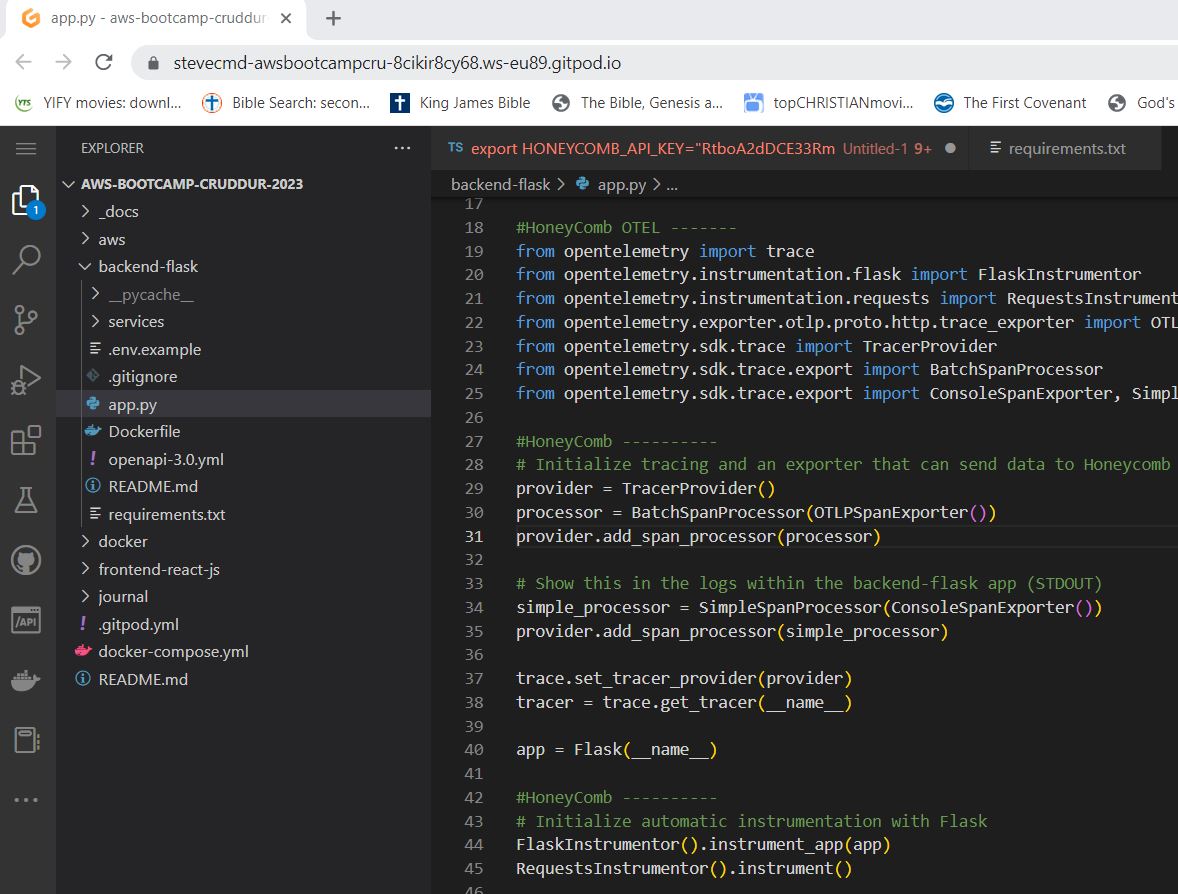 app.py - aws-bootcamp-cruddur
stevecmd-awsbootcampcru-8cikir8cy68.ws-eu89.gitpod.io
YTS YIFY movies: downl... Bible Search: secon... King James Bible The Bible, Genesis a... topCHRISTIANmovi... The First Covenant God's
EXPLORER ...
AWS-BOOTCAMP-CRUDDUR-2023
1
_docs
aws
backend-flask
__pycache__
services
.env.example
.gitignore
app.py
Dockerfile
! openapi-3.0.yml
README.md
requirements.txt
docker
frontend-react-js
journal
! .gitpod.yml
docker-compose.yml
README.md
/API
TS export HONEYCOMB_API_KEY="RtboA2dDCE33Rm Untitled-1 9+ requirements.txt
backend-flask > app.py > ...
17
18 #HoneyComb OTEL -------
19 from opentelemetry import trace
20 from opentelemetry.instrumentation.flask import FlaskInstrumentor
21 from opentelemetry.instrumentation.requests import RequestsInstrument
22 from opentelemetry.exporter.otlp.proto.http.trace_exporter import OTL
23 from opentelemetry.sdk.trace import TracerProvider
24 from opentelemetry.sdk.trace.export import BatchSpanProcessor
25 from opentelemetry.sdk.trace.export import ConsoleSpanExporter, Simpl
26
27 #HoneyComb ----------
28 # Initialize tracing and an exporter that can send data to Honeycomb
29 provider = TracerProvider()
30 processor = BatchSpanProcessor(OTLPSpanExporter())
31 provider.add_span_processor(processor)
32
33 # Show this in the logs within the backend-flask app (STDOUT)
34 simple_processor = SimpleSpanProcessor(ConsoleSpanExporter())
35 provider.add_span_processor(simple_processor)
36
37 trace.set_tracer_provider(provider)
38 tracer = trace.get_tracer(__name__)
39
40 app = Flask(__name__)
41
42 #HoneyComb ----------
43 # Initialize automatic instrumentation with Flask
44 FlaskInstrumentor().instrument_app(app)
45 RequestsInstrumentor().instrument()
46